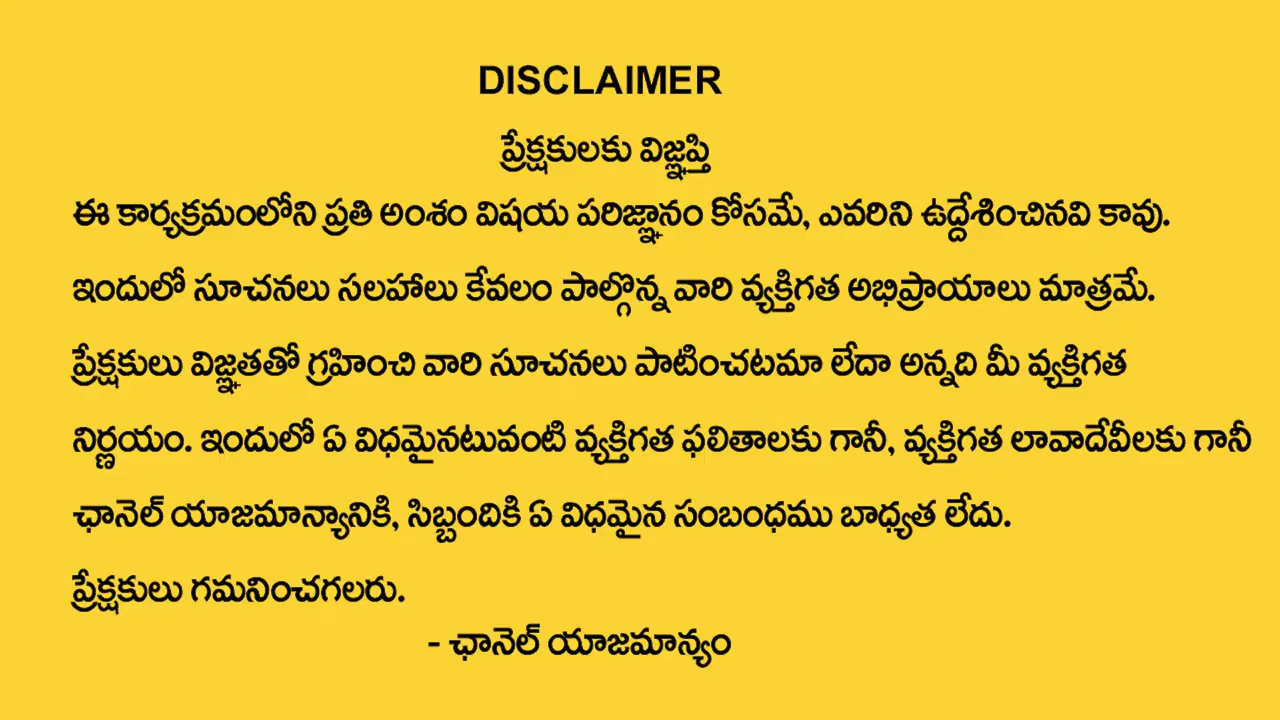 DISCLAIMER
ప్రేక్షకులకు విజ్ఞప్తి
ఈ కార్యక్రమంలోని ప్రతి అంశం విషయ పరిజ్ఞానం కోసమే, ఎవరిని ఉద్దేశించినవి కావు.
ఇందులో సూచనలు సలహాలు కేవలం పాల్గొన్న వారి వ్యక్తిగత అభిప్రాయాలు మాత్రమే.
ప్రేక్షకులు విజ్ఞతతో గ్రహించి వారి సూచనలు పాటించటమా లేదా అన్నది మీ వ్యక్తిగత
నిర్ణయం. ఇందులో ఏ విధమైనటువంటి వ్యక్తిగత ఫలితాలకు గానీ, వ్యక్తిగత లావాదేవీలకు గానీ
ఛానెల్ యాజమాన్యానికి, సిబ్బందికి ఏ విధమైన సంబంధము బాధ్యత లేదు.
ప్రేక్షకులు గమనించగలరు.
- ఛానెల్ యాజమాన్యం